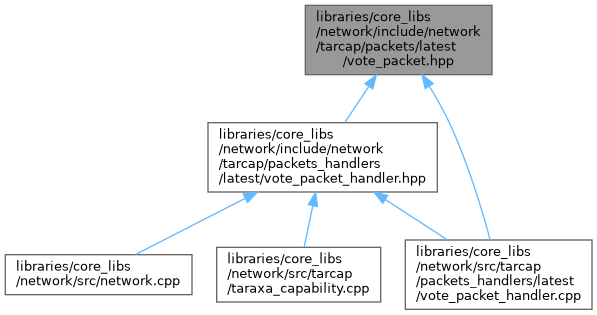 libraries/core_libs
/network/include/network
/tarcap/packets/latest
/vote_packet.hpp
libraries/core_libs
/network/include/network
/tarcap/packets_handlers
/latest/vote_packet_handler.hpp
libraries/core_libs
/network/src/network.cpp
libraries/core_libs
/network/src/tarcap
/taraxa_capability.cpp
libraries/core_libs
/network/src/tarcap
/packets_handlers/latest
/vote_packet_handler.cpp